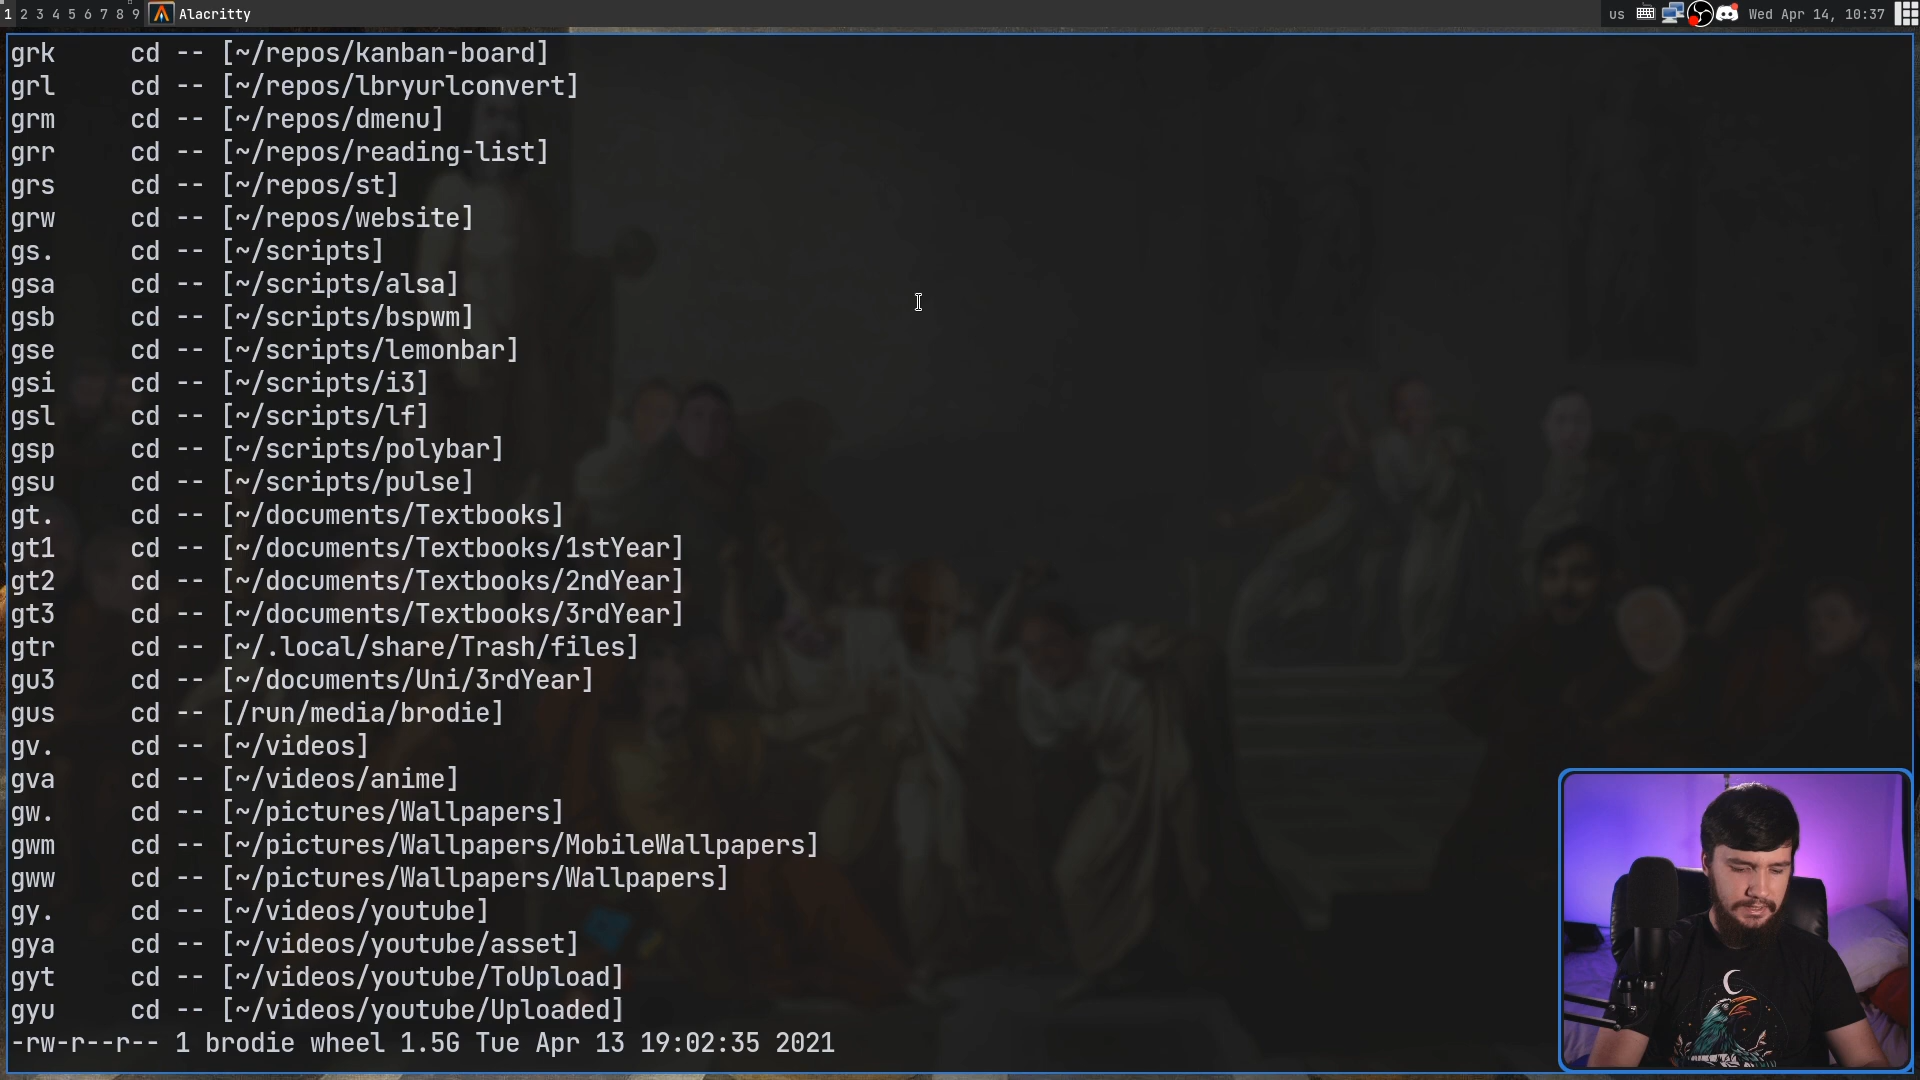 1 2 3 4 5 6 7 8 9 Alacritty us Wed Apr 14, 10:37
grk cd -- [~/repos/kanban-board]
grl cd -- [~/repos/lbryurlconvert]
grm cd -- [~/repos/dmenu]
grr cd -- [~/repos/reading-list]
grs cd -- [~/repos/st]
grw cd -- [~/repos/website]
gs. cd -- [~/scripts]
gsa cd -- [~/scripts/alsa]
gsb cd -- [~/scripts/bspwm]
gse cd -- [~/scripts/lemonbar]
gsi cd -- [~/scripts/i3]
gsl cd -- [~/scripts/lf]
gsp cd -- [~/scripts/polybar]
gsu cd -- [~/scripts/pulse]
gt. cd -- [~/documents/Textbooks]
gt1 cd -- [~/documents/Textbooks/1stYear]
gt2 cd -- [~/documents/Textbooks/2ndYear]
gt3 cd -- [~/documents/Textbooks/3rdYear]
gtr cd -- [~/.local/share/Trash/files]
gu3 cd -- [~/documents/Uni/3rdYear]
gus cd -- [/run/media/brodie]
gv. cd -- [~/videos]
gva cd -- [~/videos/anime]
gw. cd -- [~/pictures/Wallpapers]
gwm cd -- [~/pictures/Wallpapers/MobileWallpapers]
gww cd -- [~/pictures/Wallpapers/Wallpapers]
gy. cd -- [~/videos/youtube]
gya cd -- [~/videos/youtube/asset]
gyt cd -- [~/videos/youtube/ToUpload]
gyu cd -- [~/videos/youtube/Uploaded]
-rw-r--r-- 1 brodie wheel 1.5G Tue Apr 13 19:02:35 2021